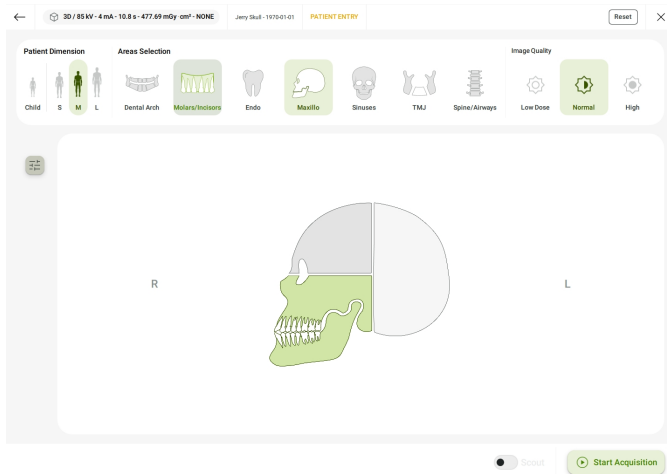 3D / 85 kV - 4 mA - 10.8 s - 477.69 mGy· cm² - NONE
Jerry Skull - 1970-01-01
PATIENT ENTRY
Reset
Patient Dimension
Areas Selection
Image Quality
Child
S
M
L
Dental Arch
Molars/Incisors
Endo
Maxillo
Sinuses
TMJ
Spine/Airways
Low Dose
Normal
High
R
L
Scout
Start Acquisition